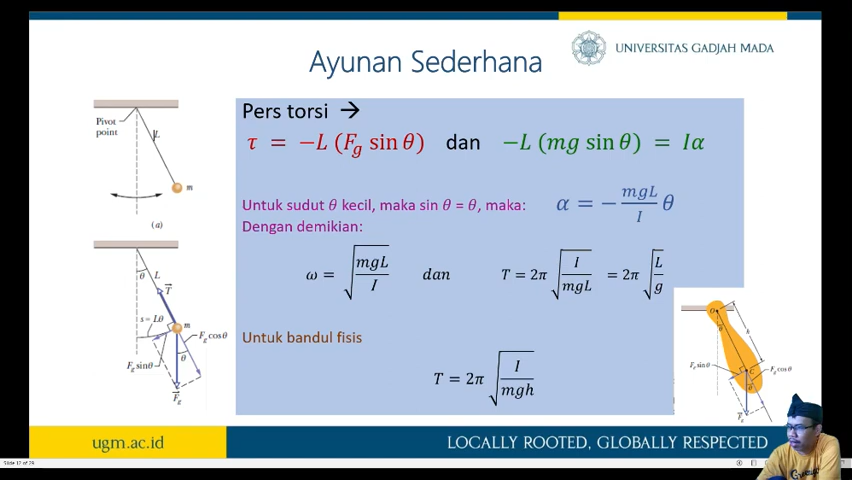 Ayunan Sederhana
UNIVERSITAS GADJAH MADA
Pers torsi →
τ = −L (F_g sin θ) dan −L (mg sin θ) = Iα
Untuk sudut θ kecil, maka sin θ = θ, maka: α = − mgL/I θ
Dengan demikian:
ω = √(mgL/I) dan T = 2π √(I/mgL) = 2π √(L/g)
Untuk bandul fisis
T = 2π √(I/mgh)
Pivot
point
L
m
(a)
θ
L
T
m
s = Lθ
F_g cos θ
θ
F_g sin θ
F_g
O
θ
h
F_g sin θ
C
F_g cos θ
θ
F_g
ugm.ac.id
LOCALLY ROOTED, GLOBALLY RESPECTED